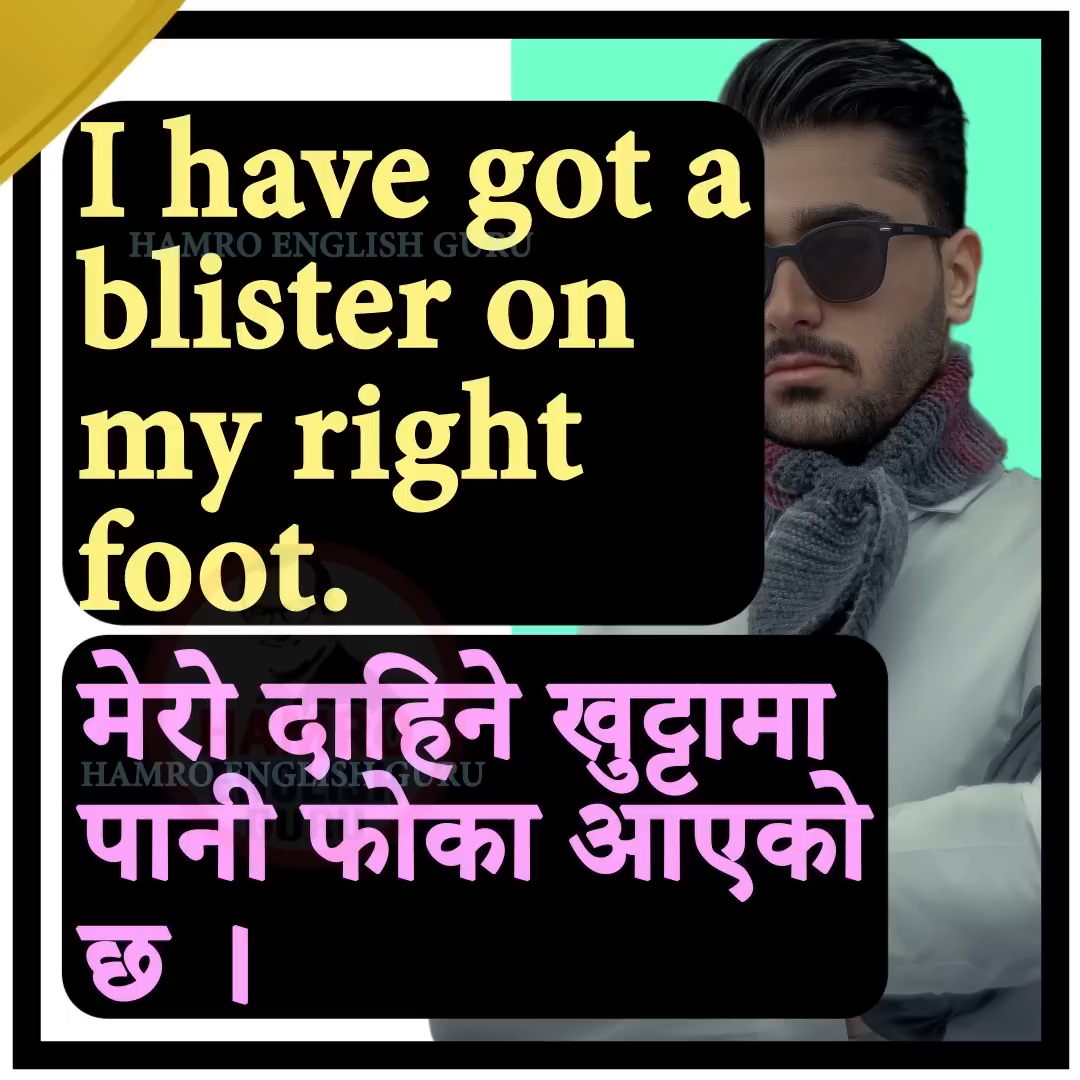 I have got a
HAMRO ENGLISH GURU
blister on
my right
foot.
मेरो दाहिने खुट्टामा
HAMRO ENGLISH GURU
पानी फोका आएको
छ ।